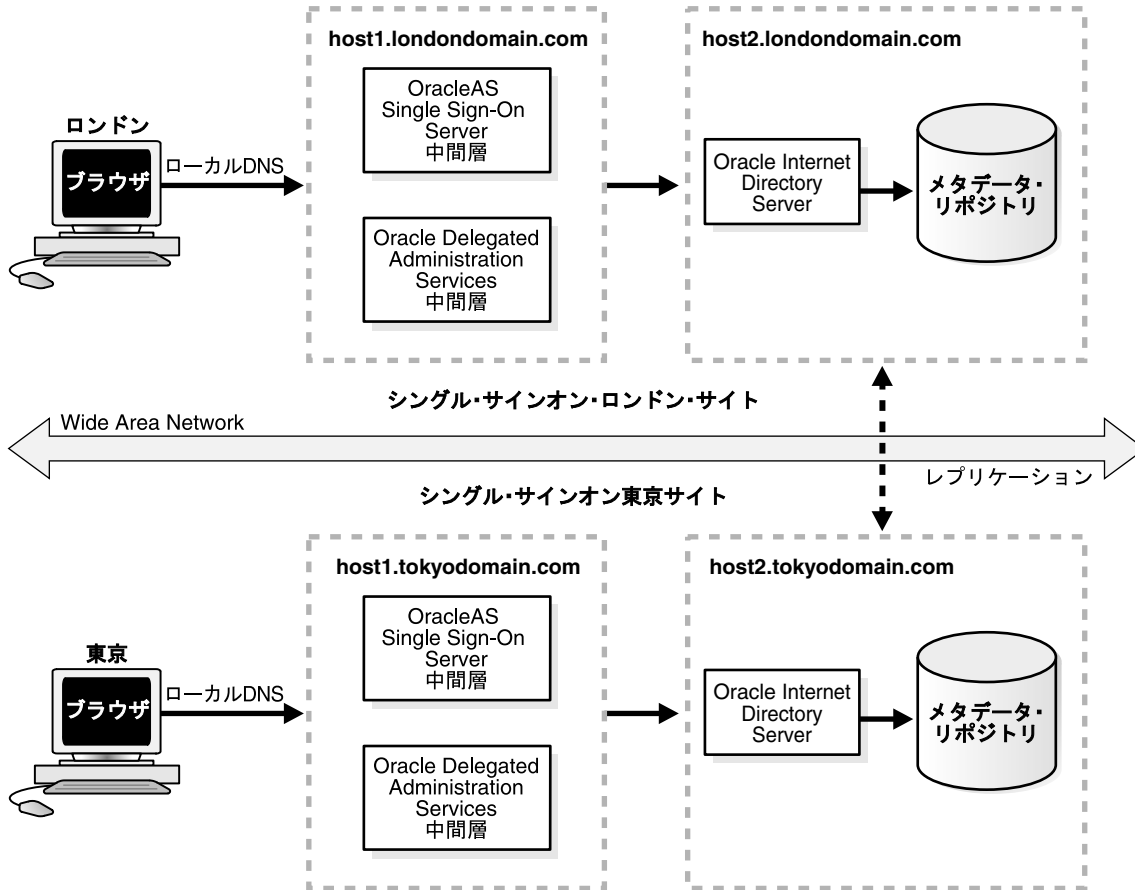 host1.londondomain.com
host2.londondomain.com
OracleAS
Single Sign-On
Server
中間層
ロンドン
ブラウザ
ローカルDNS
Oracle Internet
Directory
Server
メタデータ・
リポジトリ
Oracle Delegated
Administration
Services
中間層
シングル・サインオン・ロンドン・サイト
Wide Area Network
レプリケーション
シングル・サインオン東京サイト
host1.tokyodomain.com
host2.tokyodomain.com
OracleAS
Single Sign-On
Server
中間層
東京
ブラウザ
ローカルDNS
Oracle Internet
Directory
Server
メタデータ・
リポジトリ
Oracle Delegated
Administration
Services
中間層